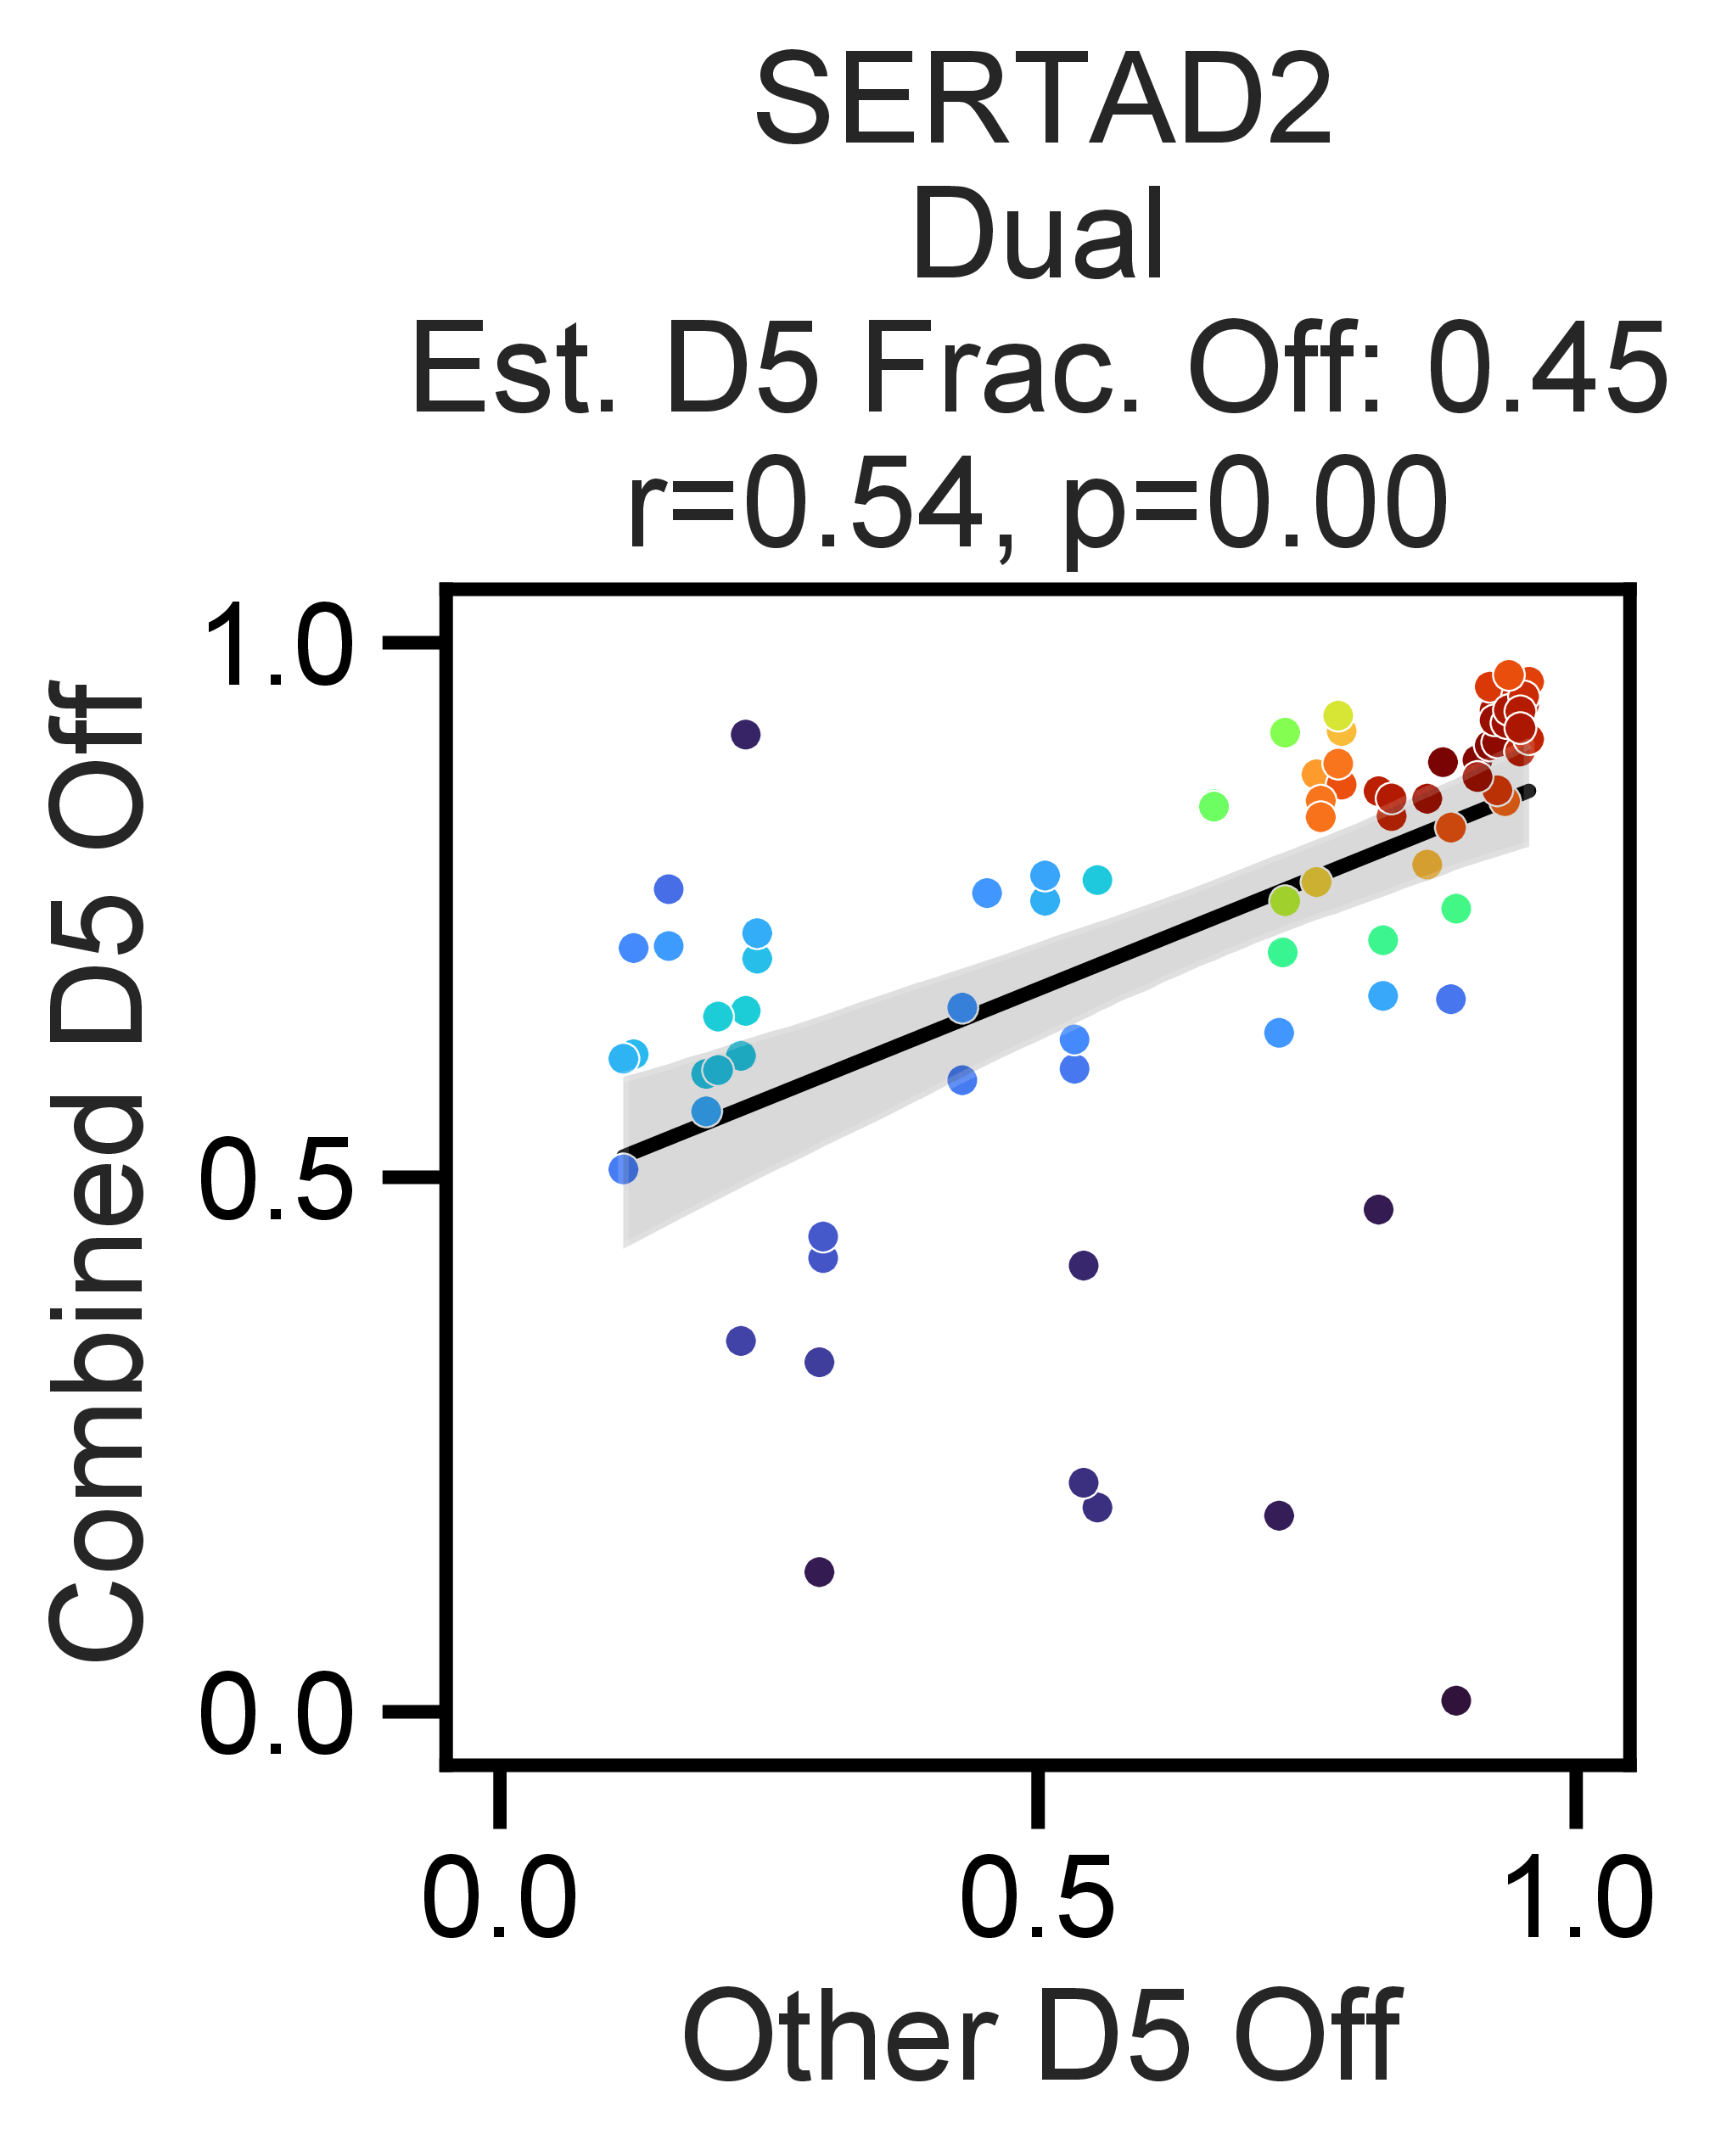 SERTAD2
Dual
Est. D5 Frac. Off: 0.45
r=0.54, p=0.00
Combined D5 Off
1.0
0.5
0.0
0.0 0.5 1.0
Other D5 Off